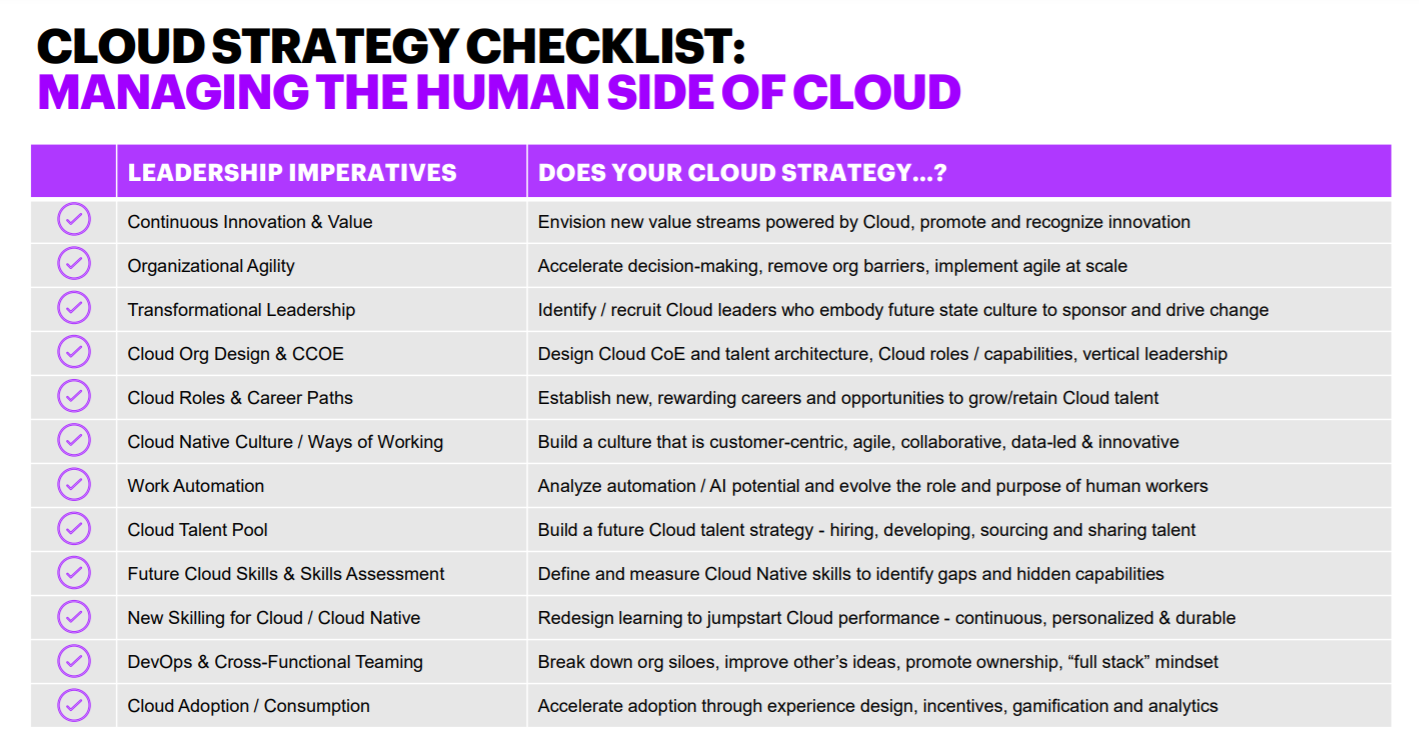 CLOUD STRATEGY CHECKLIST:
MANAGING THE HUMAN SIDE OF CLOUD
LEADERSHIP IMPERATIVES DOES YOUR CLOUD STRATEGY...?
Continuous Innovation & Value Envision new value streams powered by Cloud, promote and recognize innovation
Organizational Agility Accelerate decision-making, remove org barriers, implement agile at scale
Transformational Leadership Identify / recruit Cloud leaders who embody future state culture to sponsor and drive change
Cloud Org Design & CCOE Design Cloud CoE and talent architecture, Cloud roles / capabilities, vertical leadership
Cloud Roles & Career Paths Establish new, rewarding careers and opportunities to grow/retain Cloud talent
Cloud Native Culture / Ways of Working Build a culture that is customer-centric, agile, collaborative, data-led & innovative
Work Automation Analyze automation / AI potential and evolve the role and purpose of human workers
Cloud Talent Pool Build a future Cloud talent strategy - hiring, developing, sourcing and sharing talent
Future Cloud Skills & Skills Assessment Define and measure Cloud Native skills to identify gaps and hidden capabilities
New Skilling for Cloud / Cloud Native Redesign learning to jumpstart Cloud performance - continuous, personalized & durable
DevOps & Cross-Functional Teaming Break down org siloes, improve other’s ideas, promote ownership, “full stack” mindset
Cloud Adoption / Consumption Accelerate adoption through experience design, incentives, gamification and analytics